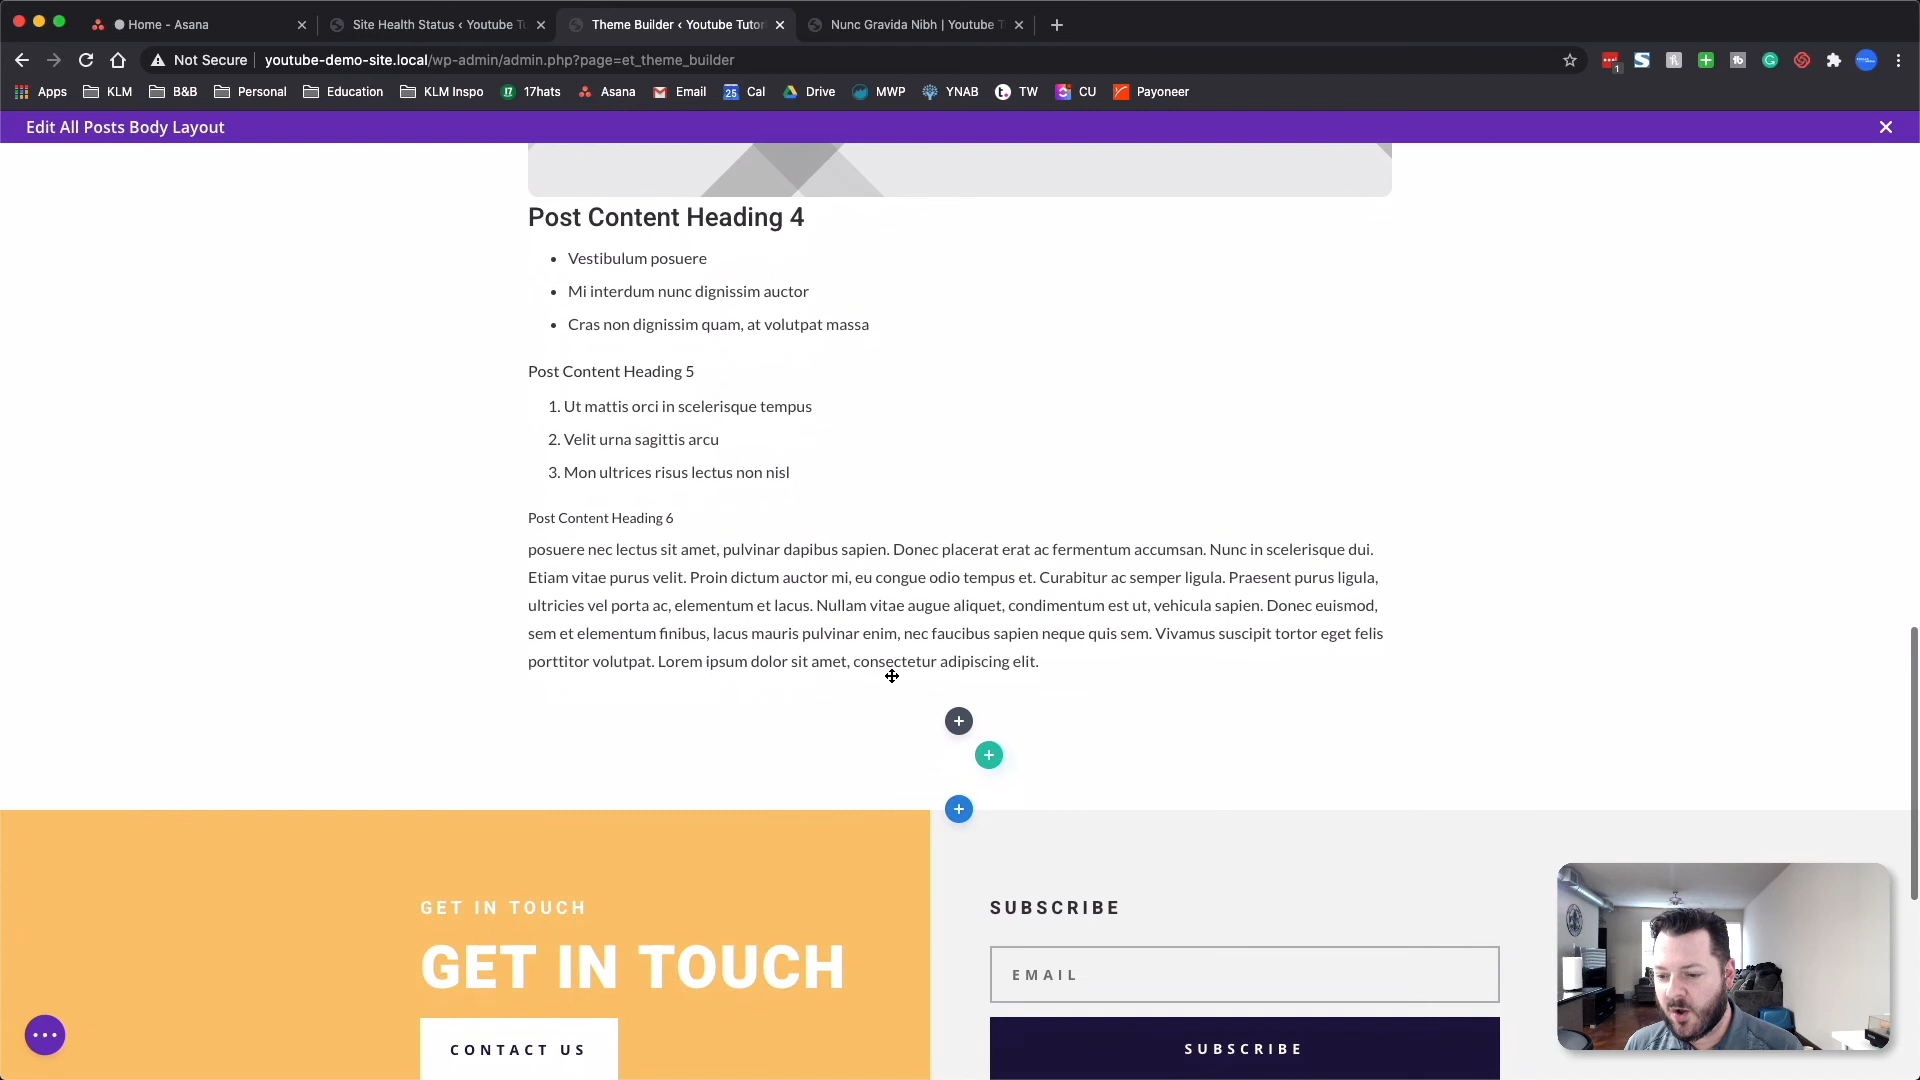 Home - Asana
Site Health Status ‹ Youtube Tu
Theme Builder ‹ Youtube Tutor
Nunc Gravida Nibh | Youtube T
Not Secure
youtube-demo-site.local/wp-admin/admin.php?page=et_theme_builder
1
Apps
KLM
B&B
Personal
Education
KLM Inspo
17hats
Asana
Email
25
Cal
Drive
MWP
YNAB
TW
CU
Payoneer
Edit All Posts Body Layout
Post Content Heading 4
• Vestibulum posuere
• Mi interdum nunc dignissim auctor
• Cras non dignissim quam, at volutpat massa
Post Content Heading 5
1. Ut mattis orci in scelerisque tempus
2. Velit urna sagittis arcu
3. Mon ultrices risus lectus non nisl
Post Content Heading 6
posuere nec lectus sit amet, pulvinar dapibus sapien. Donec placerat erat ac fermentum accumsan. Nunc in scelerisque dui.
Etiam vitae purus velit. Proin dictum auctor mi, eu congue odio tempus et. Curabitur ac semper ligula. Praesent purus ligula,
ultricies vel porta ac, elementum et lacus. Nullam vitae augue aliquet, condimentum est ut, vehicula sapien. Donec euismod,
sem et elementum finibus, lacus mauris pulvinar enim, nec faucibus sapien neque quis sem. Vivamus suscipit tortor eget felis
porttitor volutpat. Lorem ipsum dolor sit amet, consectetur adipiscing elit.
GET IN TOUCH
GET IN TOUCH
CONTACT US
SUBSCRIBE
EMAIL
SUBSCRIBE